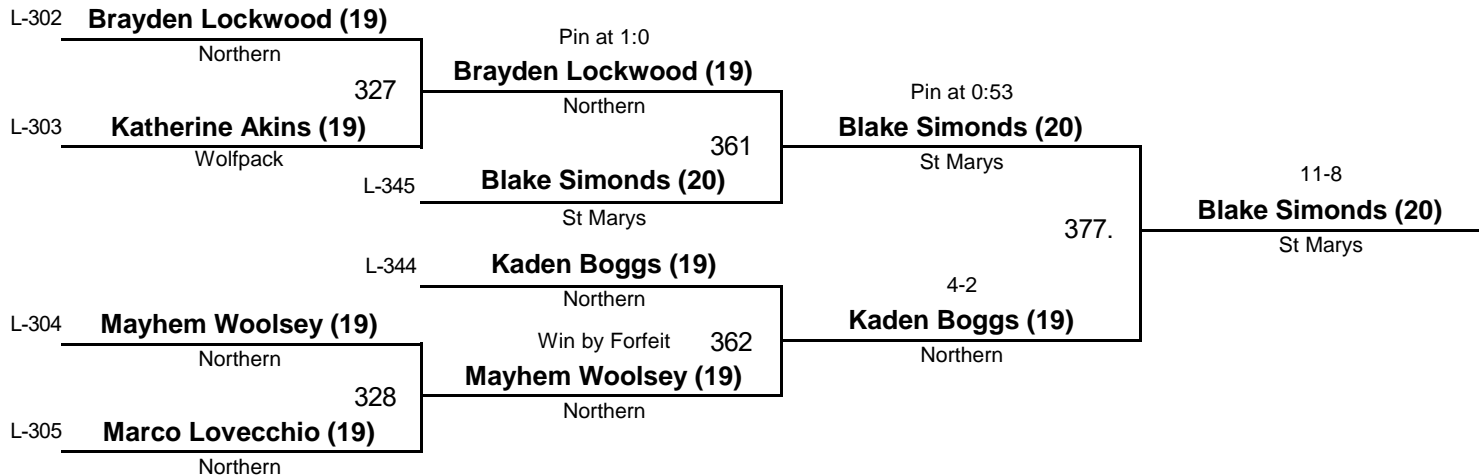 L-302 Brayden Lockwood (19)
Northern
327
L-303 Katherine Akins (19)
Wolfpack
Pin at 1:0
Brayden Lockwood (19)
Northern
361
L-345 Blake Simonds (20)
St Marys
Pin at 0:53
Blake Simonds (20)
St Marys
377.
11-8
Blake Simonds (20)
St Marys
L-344 Kaden Boggs (19)
Northern
4-2
Kaden Boggs (19)
Northern
L-304 Mayhem Woolsey (19)
Northern
Win by Forfeit 362
Mayhem Woolsey (19)
Northern
328
L-305 Marco Lovecchio (19)
Northern